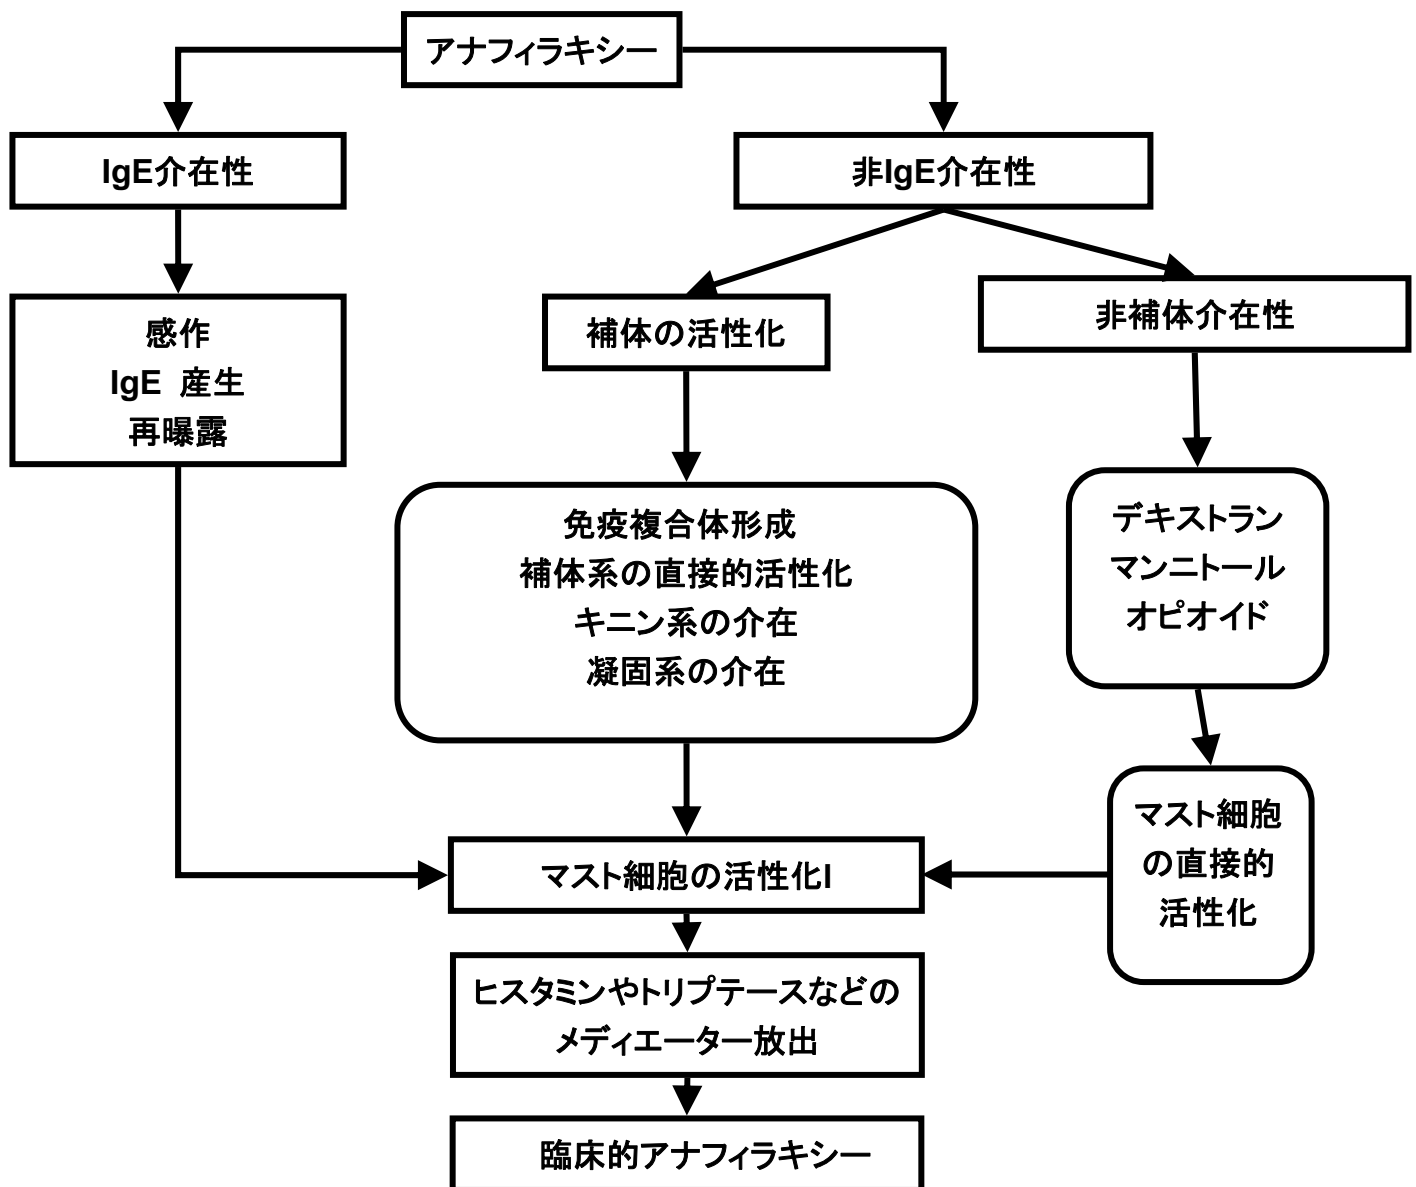 アナフィラキシー
IgE介在性
非IgE介在性
感作
IgE 産生
再曝露
補体の活性化
非補体介在性
免疫複合体形成
補体系の直接的活性化
キニン系の介在
凝固系の介在
デキストラン
マンニトール
オピオイド
マスト細胞
の直接的
活性化
マスト細胞の活性化I
ヒスタミンやトリプテースなどの
メディエーター放出
臨床的アナフィラキシー